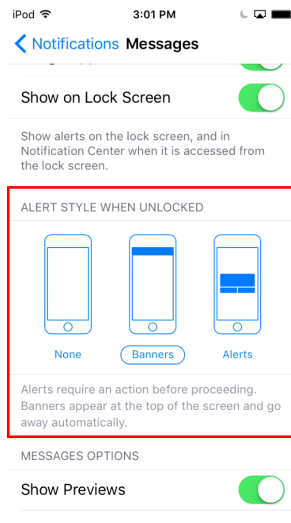 iPod 3:01 PM
Notifications Messages
Show on Lock Screen
Show alerts on the lock screen, and in
Notification Center when it is accessed from
the lock screen.
ALERT STYLE WHEN UNLOCKED
None Banners Alerts
Alerts require an action before proceeding.
Banners appear at the top of the screen and go
away automatically.
MESSAGES OPTIONS
Show Previews